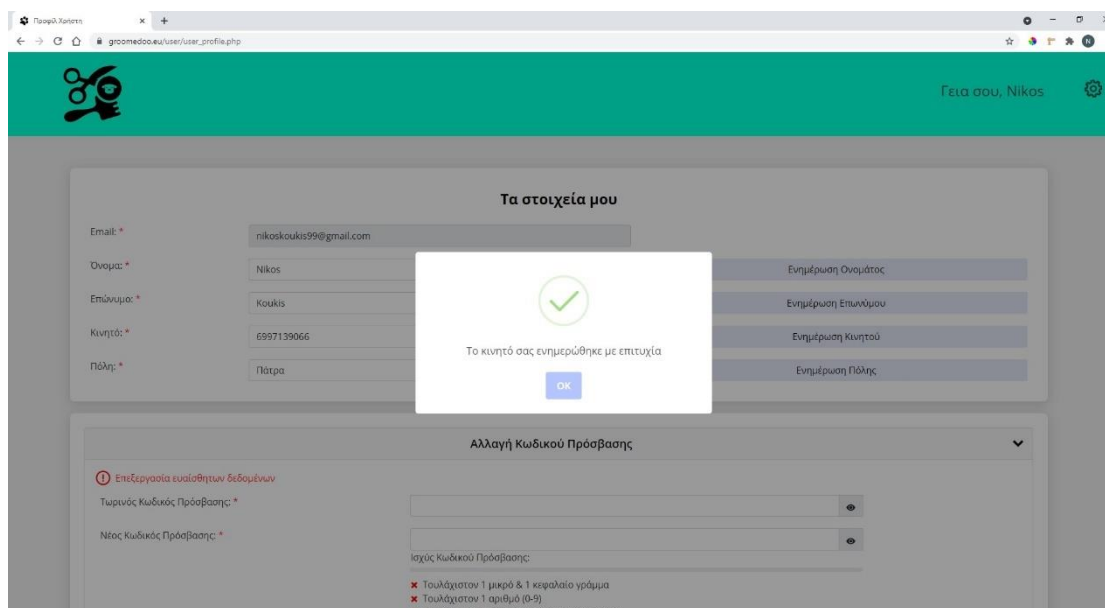 Προφίλ Χρήστη
groomedoo.eu/user/user_profile.php
N
Γεια σου, Nikos
Τα στοιχεία μου
Email: * nikoskoukis99@gmail.com
Όνομα: * Nikos Ενημέρωση Ονομάτος
Επώνυμο: * Koukis Ενημέρωση Επωνύμου
Κινητό: * 6997139066 Ενημέρωση Κινητού
Πόλη: * Πάτρα Ενημέρωση Πόλης
Το κινητό σας ενημερώθηκε με επιτυχία
OK
Αλλαγή Κωδικού Πρόσβασης
Επεξεργασία ευαίσθητων δεδομένων
Τωρινός Κωδικός Πρόσβασης: *
Νέος Κωδικός Πρόσβασης: *
Ισχύς Κωδικού Πρόσβασης:
Τουλάχιστον 1 μικρό & 1 κεφαλαίο γράμμα
Τουλάχιστον 1 αριθμό (0-9)